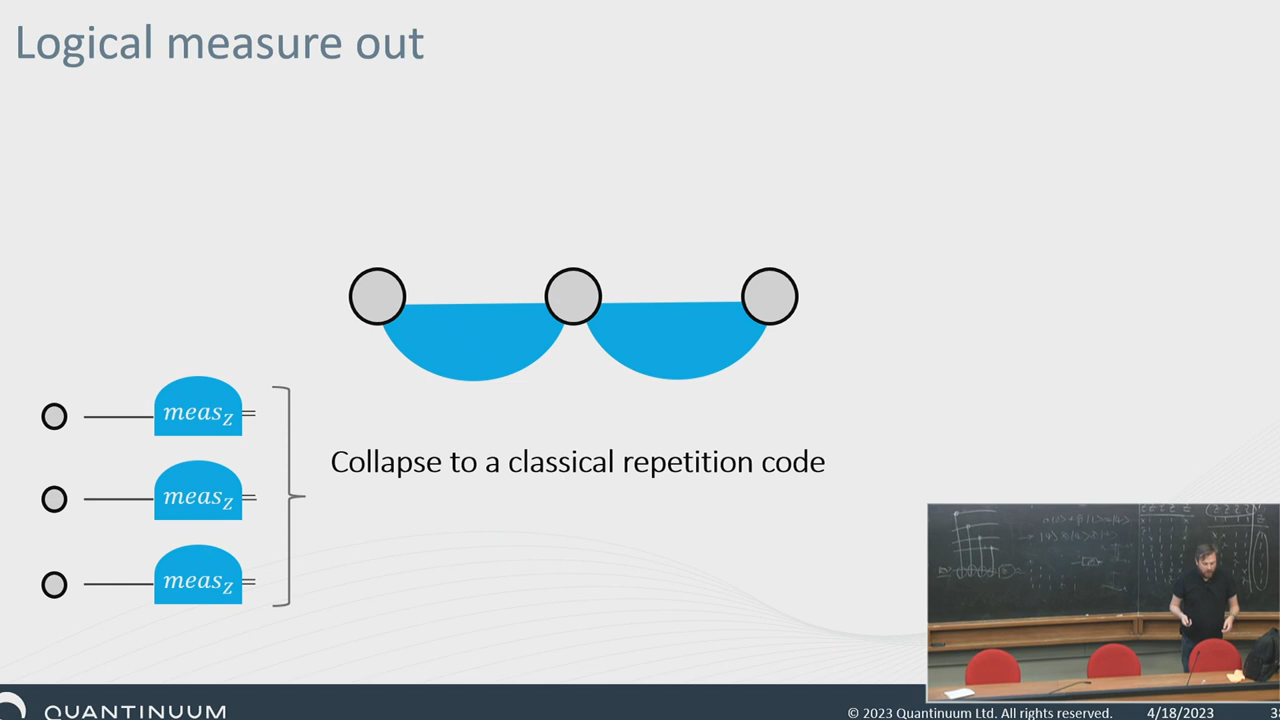 Logical measure out
meas_Z
meas_Z
Collapse to a classical repetition code
meas_Z
QUANTINUUM
© 2023 Quantinuum Ltd. All rights reserved. 4/18/2023